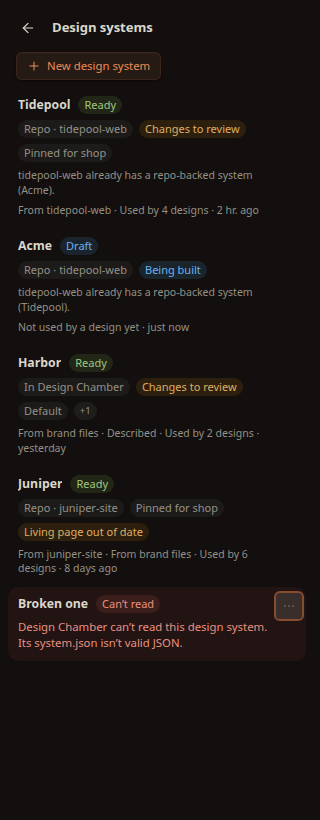 Design systems
New design system
Tidepool Ready
Repo · tidepool-web Changes to review
Pinned for shop
tidepool-web already has a repo-backed system
(Acme).
From tidepool-web · Used by 4 designs · 2 hr. ago
Acme Draft
Repo · tidepool-web Being built
tidepool-web already has a repo-backed system
(Tidepool).
Not used by a design yet · just now
Harbor Ready
In Design Chamber Changes to review
Default +1
From brand files · Described · Used by 2 designs ·
yesterday
Juniper Ready
Repo · juniper-site Pinned for shop
Living page out of date
From juniper-site · From brand files · Used by 6
designs · 8 days ago
Broken one Can’t read
Design Chamber can’t read this design system.
Its system.json isn’t valid JSON.